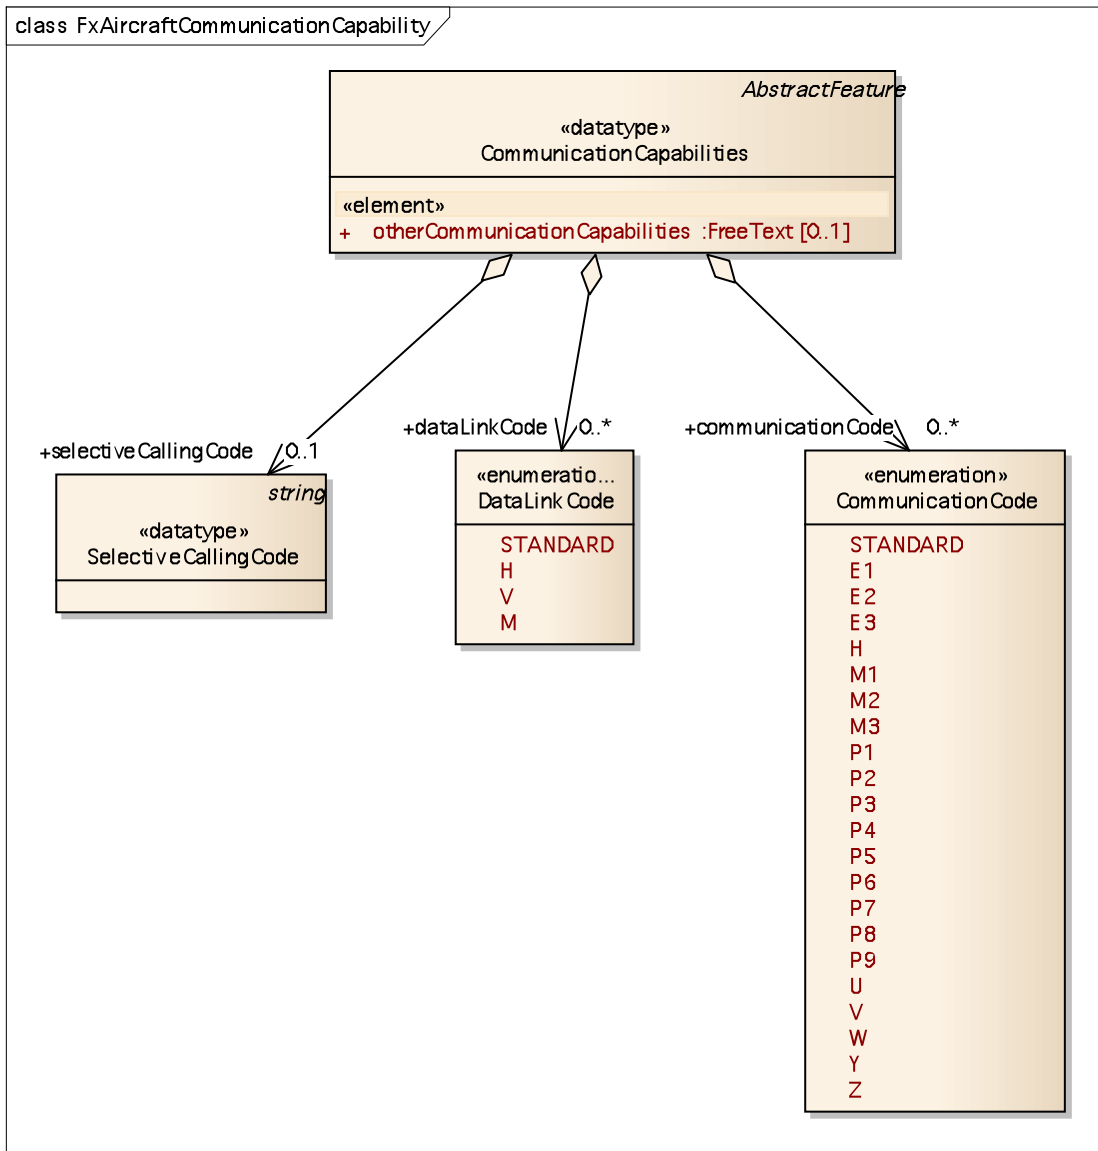 class FxAircraftCommunicationCapability
AbstractFeature
«datatype»
CommunicationCapabilities
«element»
+ otherCommunicationCapabilities :FreeText [0..1]
+selectiveCallingCode 0..1
+dataLinkCode 0..*
+communicationCode 0..*
string
«datatype»
SelectiveCallingCode
«enumeratio...
DataLinkCode
STANDARD
H
V
M
«enumeration»
CommunicationCode
STANDARD
E1
E2
E3
H
M1
M2
M3
P1
P2
P3
P4
P5
P6
P7
P8
P9
U
V
W
Y
Z